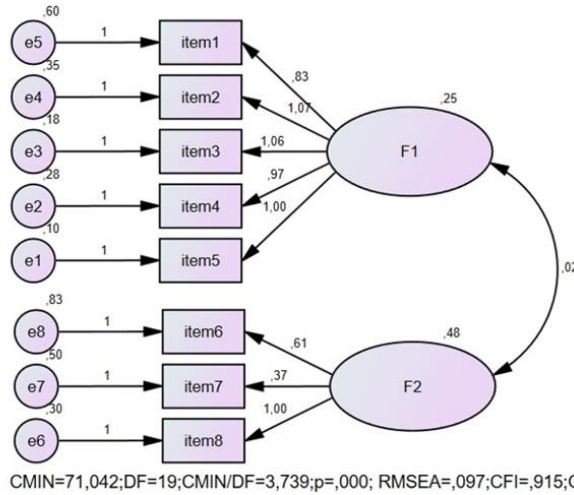 ,60
e5 1 item1
,35
e4 1 item2
,18
e3 1 item3
,28
e2 1 item4
,10
e1 1 item5
,83
1,07
1,06
,97
1,00
,25
F1
,02
,83
e8 1 item6
,50
e7 1 item7
,30
e6 1 item8
,61
,37
1,00
,48
F2
CMIN=71,042;DF=19;CMIN/DF=3,739;p=,000; RMSEA=,097;CFI=,915;